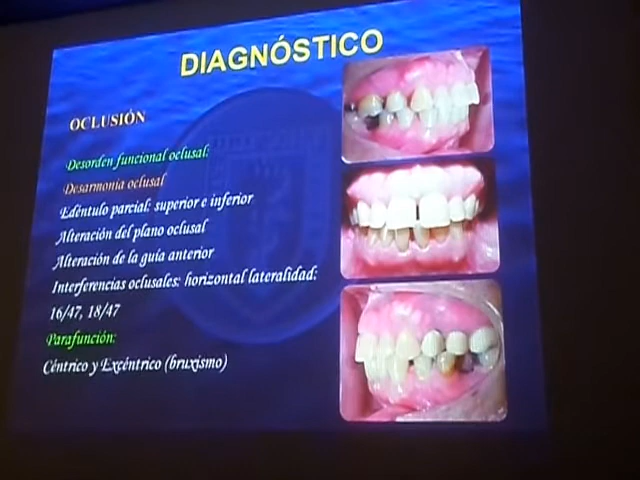 DIAGNÓSTICO
OCLUSIÓN
Desorden funcional oclusal:
Desarmonía oclusal
Edéntulo parcial: superior e inferior
Alteración del plano oclusal
Alteración de la guía anterior
Interferencias oclusales: horizontal lateralidad:
16/47, 18/47
Parafunción:
Céntrico y Excéntrico (bruxismo)